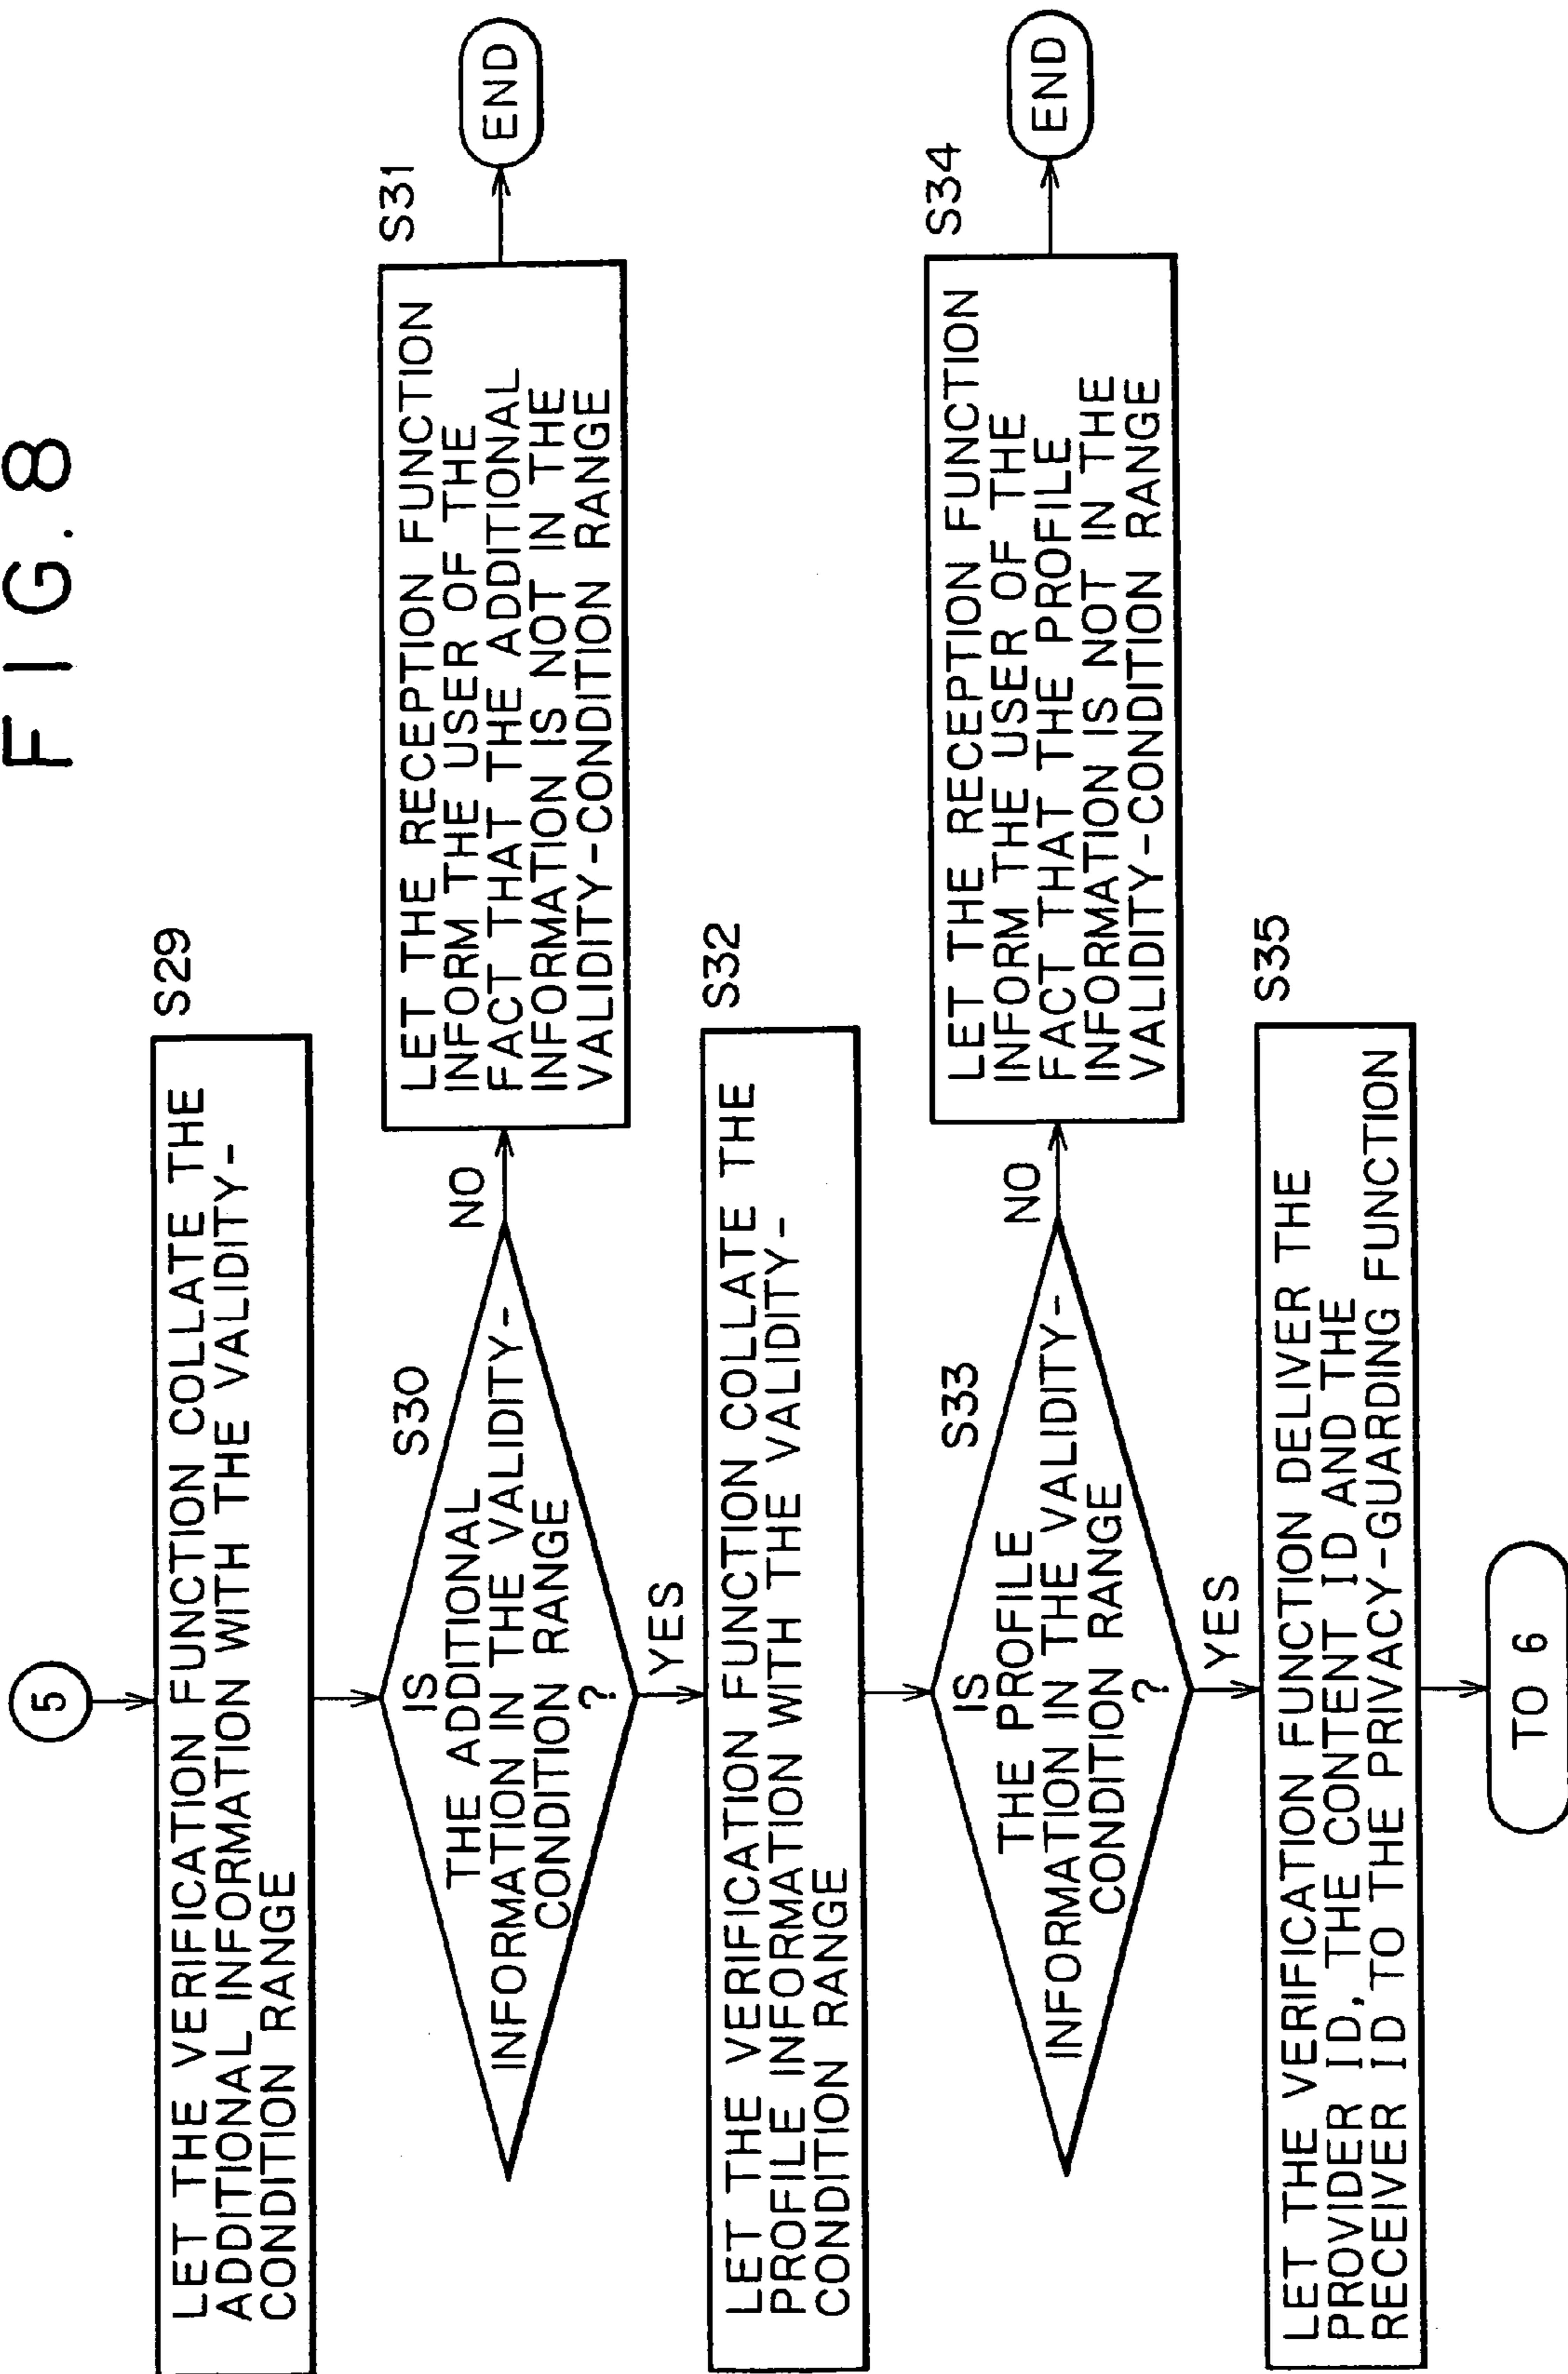 FIG. 8
5
S29
LET THE VERIFICATION FUNCTION COLLATE THE
ADDITIONAL INFORMATION WITH THE VALIDITY-
CONDITION RANGE
S30
IS
THE ADDITIONAL
INFORMATION IN THE VALIDITY-
CONDITION RANGE
?
NO
S31
LET THE RECEPTION FUNCTION
INFORM THE USER OF THE
FACT THAT THE ADDITIONAL
INFORMATION IS NOT IN THE
VALIDITY-CONDITION RANGE
END
YES
S32
LET THE VERIFICATION FUNCTION COLLATE THE
PROFILE INFORMATION WITH THE VALIDITY-
CONDITION RANGE
S33
IS
THE PROFILE
INFORMATION IN THE VALIDITY-
CONDITION RANGE
?
NO
S34
LET THE RECEPTION FUNCTION
INFORM THE USER OF THE
FACT THAT THE PROFILE
INFORMATION IS NOT IN THE
VALIDITY-CONDITION RANGE
END
YES
S35
LET THE VERIFICATION FUNCTION DELIVER THE
PROVIDER ID, THE CONTENT ID AND THE
RECEIVER ID TO THE PRIVACY-GUARDING FUNCTION
TO 6